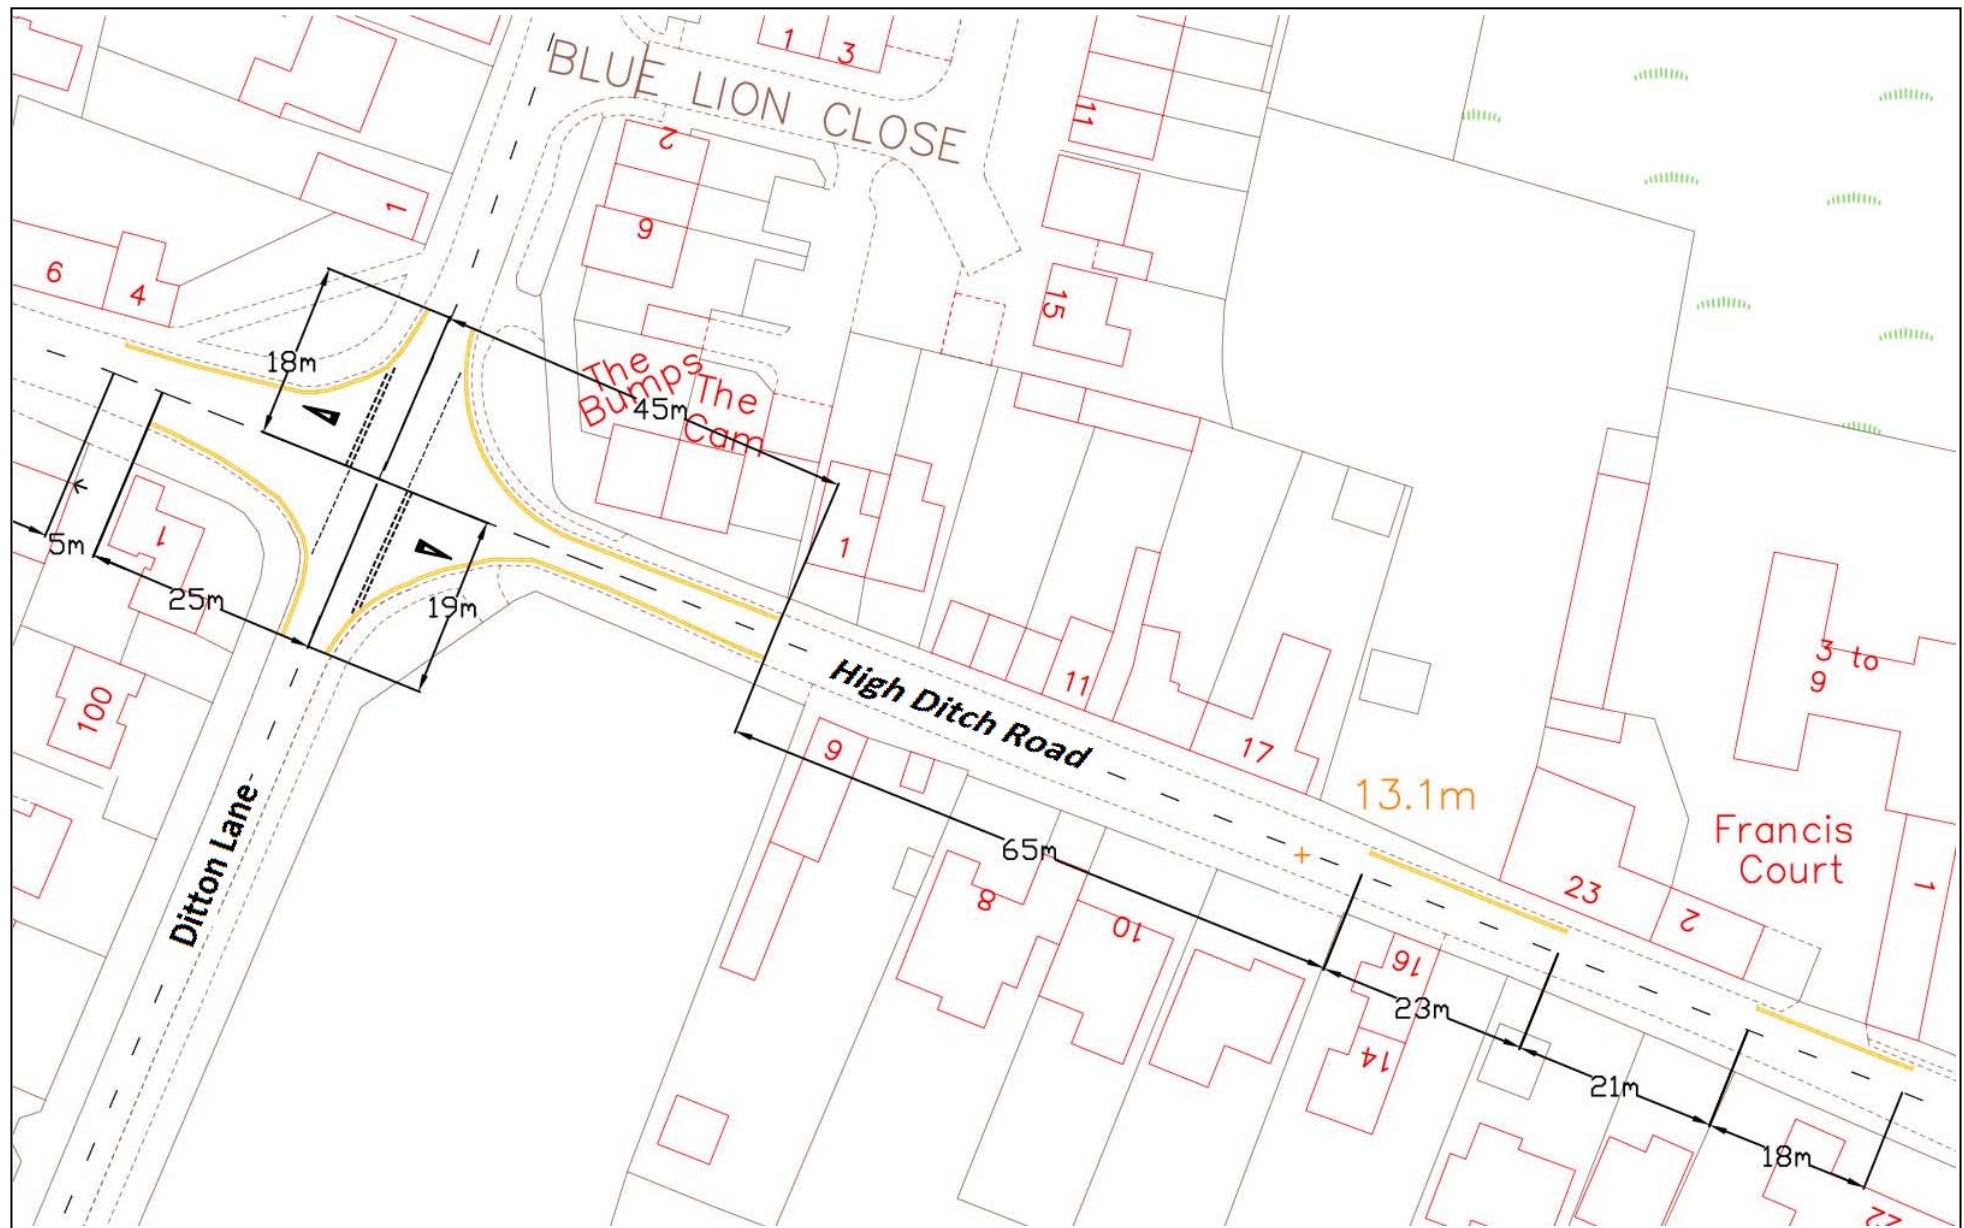 1
3
BLUE LION CLOSE
11
2
1
6
6
4
15
18m
The
Bumps
The
Cam
45m
1
1
5m
25m
19m
100
High Ditch Road
11
17
9
13.1m
3 to
9
Francis
Court
65m
Ditton Lane
8
10
23
2
1
16
23m
14
21m
18m
22